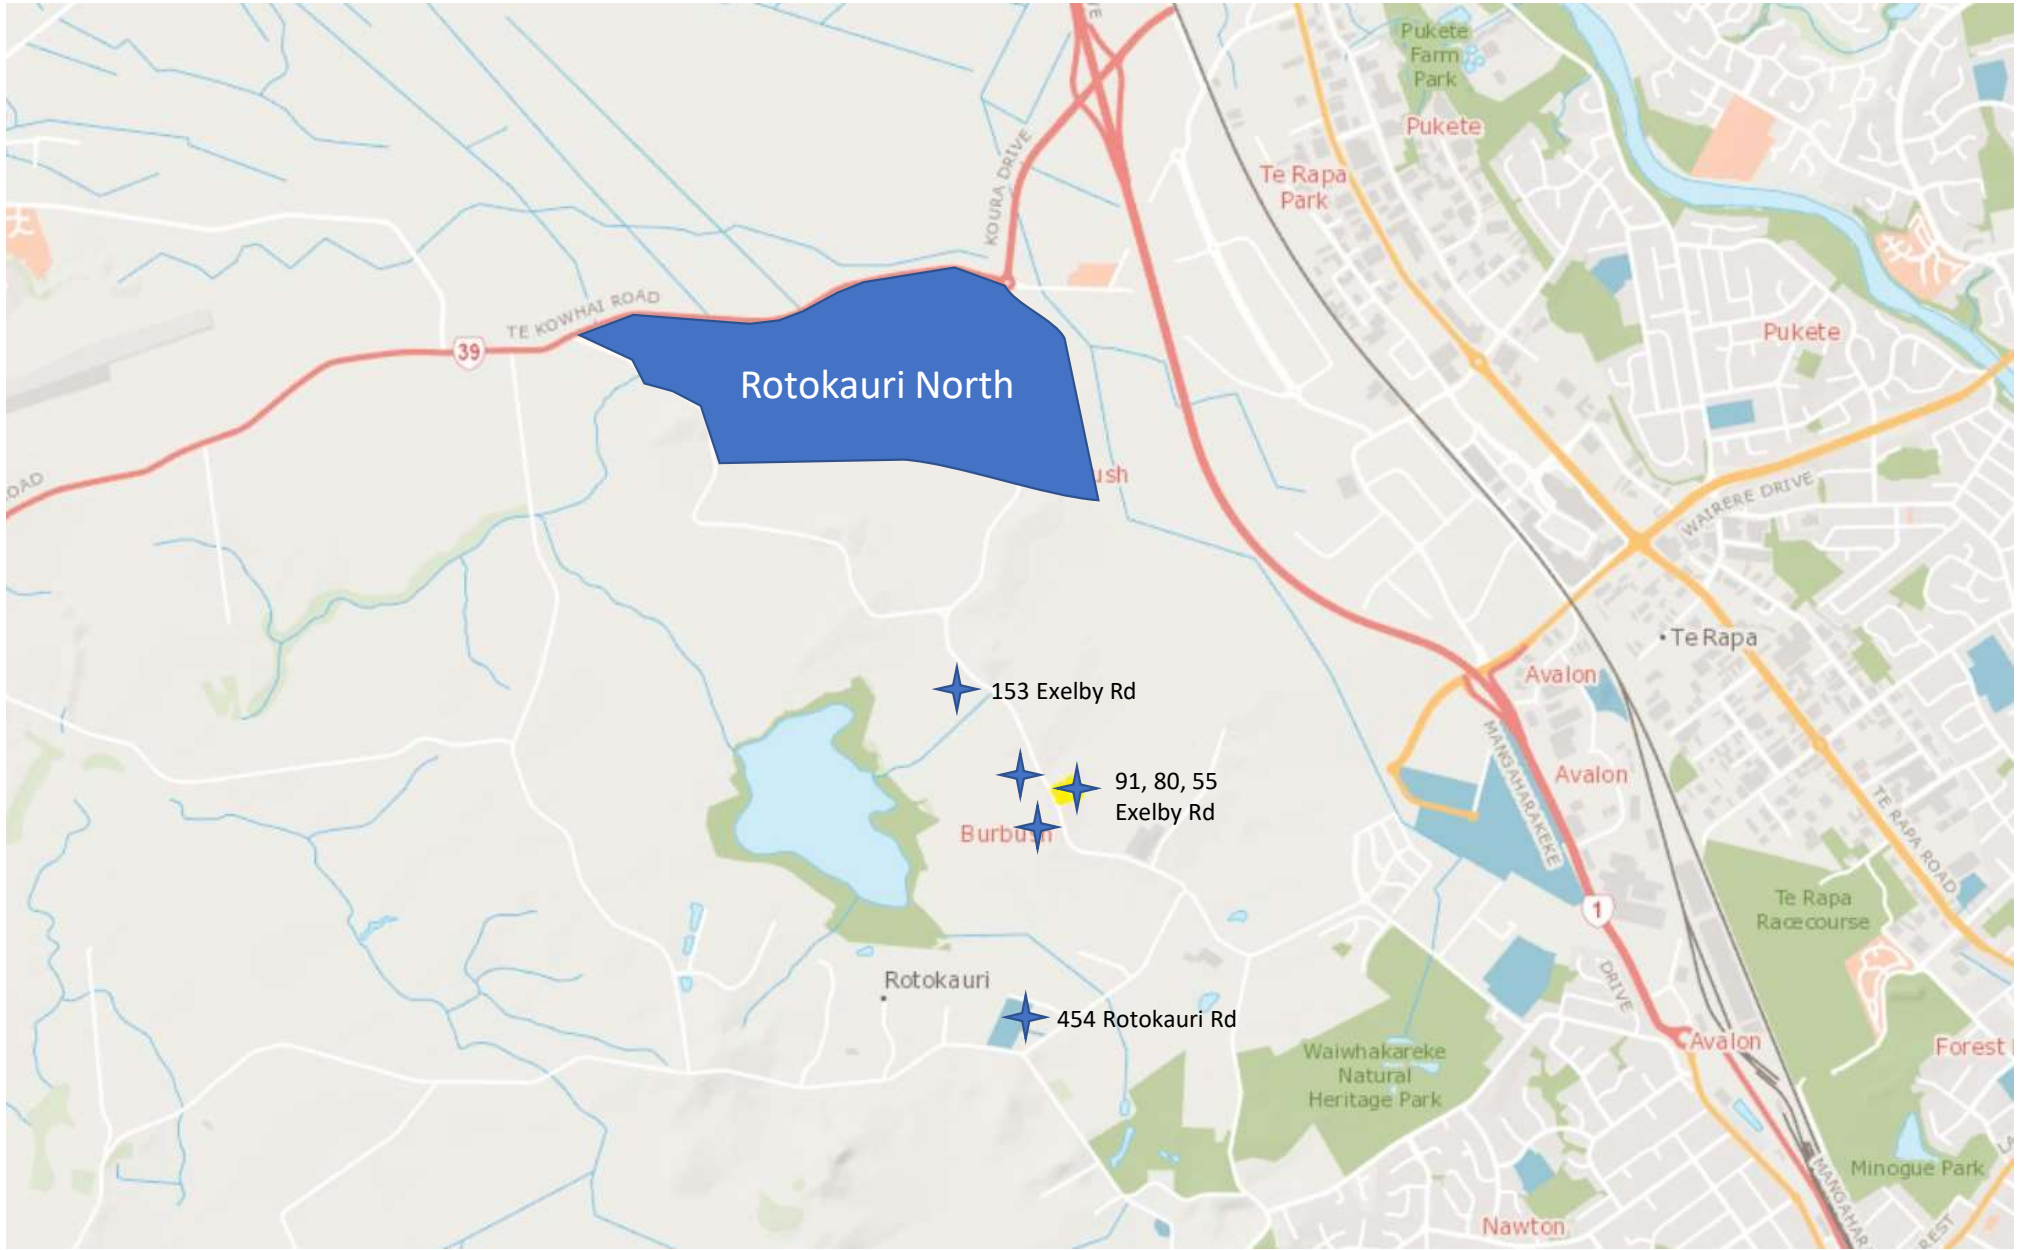 Pukete
Farm
Park
Pukete
KOURA DRIVE
Te Rapa
Park
TE KOWHAI ROAD
39
Pukete
Rotokauri North
ush
OAD
WAIRERE DRIVE
Te Rapa
Avalon
153 Exelby Rd
MANGAHARAKEKE
Avalon
91, 80, 55
Exelby Rd
Burbush
TE RAPA ROAD
Te Rapa
Racecourse
1
Rotokauri
DRIVE
454 Rotokauri Rd
Avalon
Forest
Waiwhakareke
Natural
Heritage Park
Minogue Park
MANGAHAR
Nawton
REST